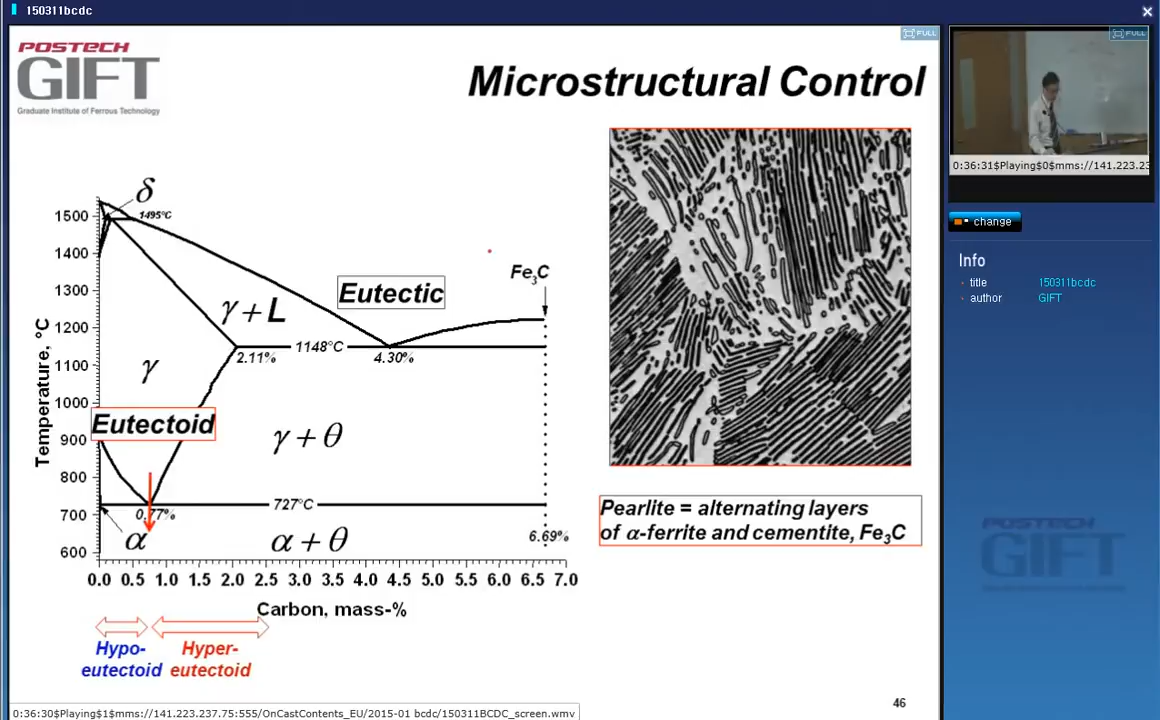 150311bcdc
POSTECH
GIFT
Graduate Institute of Ferrous Technology
FULL
Microstructural Control
δ
1500
1495°C
1400
Fe3C
1300
Eutectic
γ + L
1200
1148°C
2.11%
4.30%
1100
γ
1000
Temperature, °C
Eutectoid
900
γ + θ
800
727°C
700
0.77%
α
α + θ
6.69%
600
0.0 0.5 1.0 1.5 2.0 2.5 3.0 3.5 4.0 4.5 5.0 5.5 6.0 6.5 7.0
Carbon, mass-%
Hypo-
eutectoid
Hyper-
eutectoid
Pearlite = alternating layers
of α-ferrite and cementite, Fe3C
46
0:36:30$Playing$1$mms://141.223.237.75:555/OnCastContents_EU/2015-01 bcdc/150311BCDC_screen.wmv
FULL
0:36:31$Playing$0$mms://141.223.23
change
Info
title 150311bcdc
author GIFT
POSTECH
GIFT